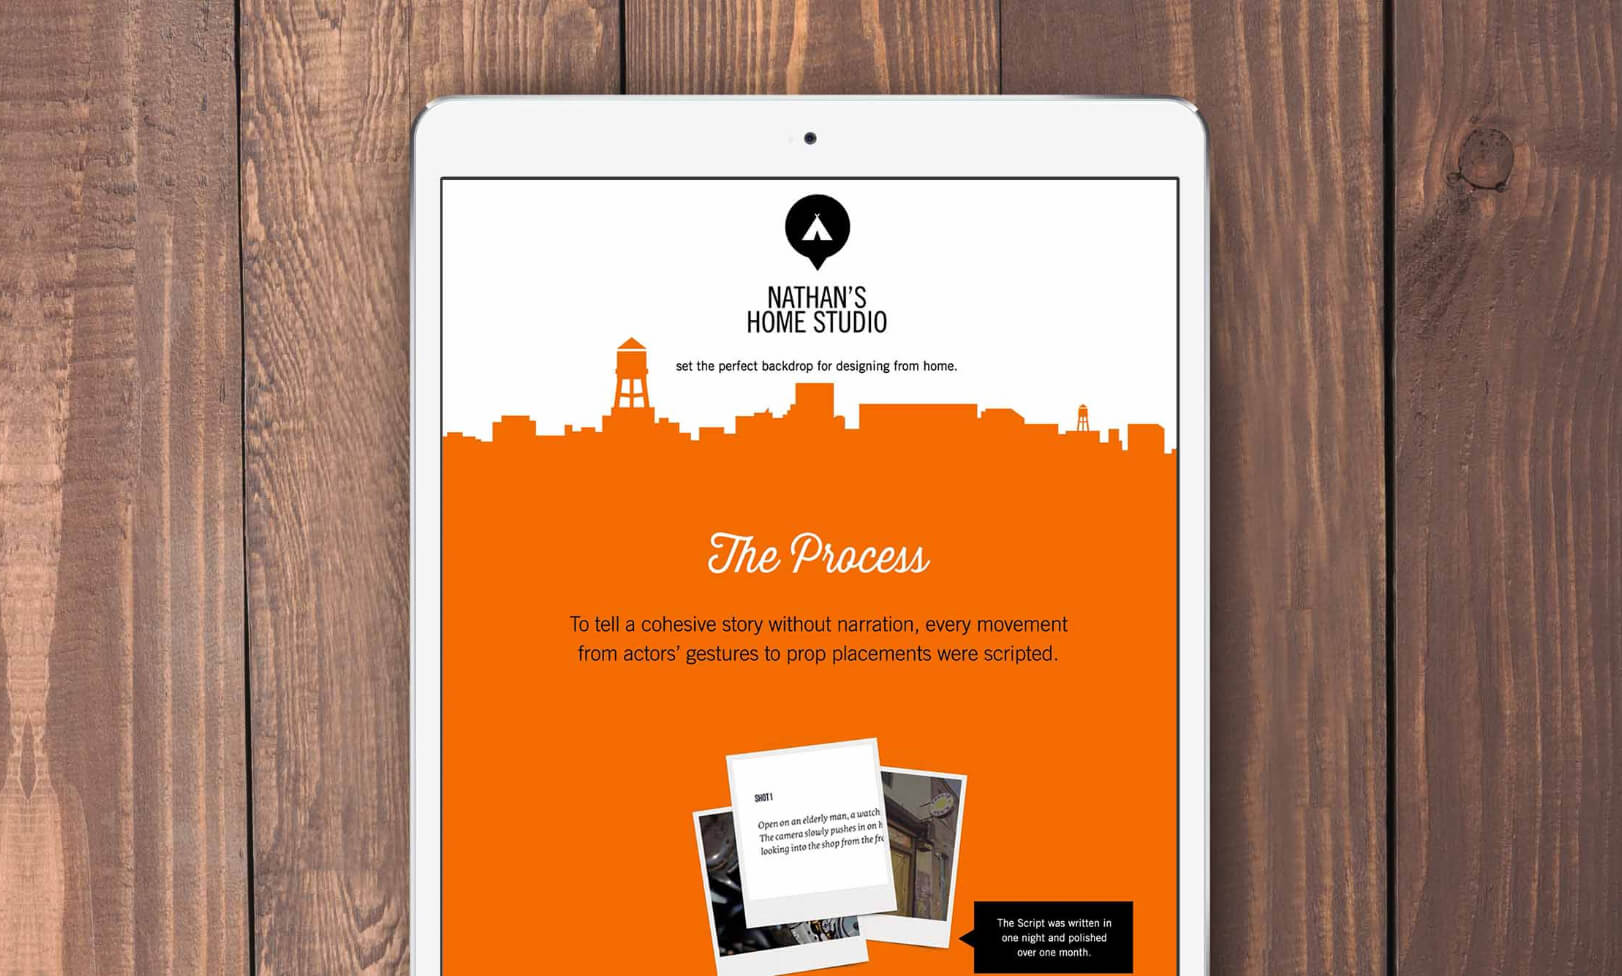 NATHAN'S
HOME STUDIO
set the perfect backdrop for designing from home.
The Process
To tell a cohesive story without narration, every movement
from actors' gestures to prop placements were scripted.
SHOT 1
Open on an elderly man, a watch
The camera slowly pushes in on
looking into the shop from the
The Script was written in
one night and polished
over one month.